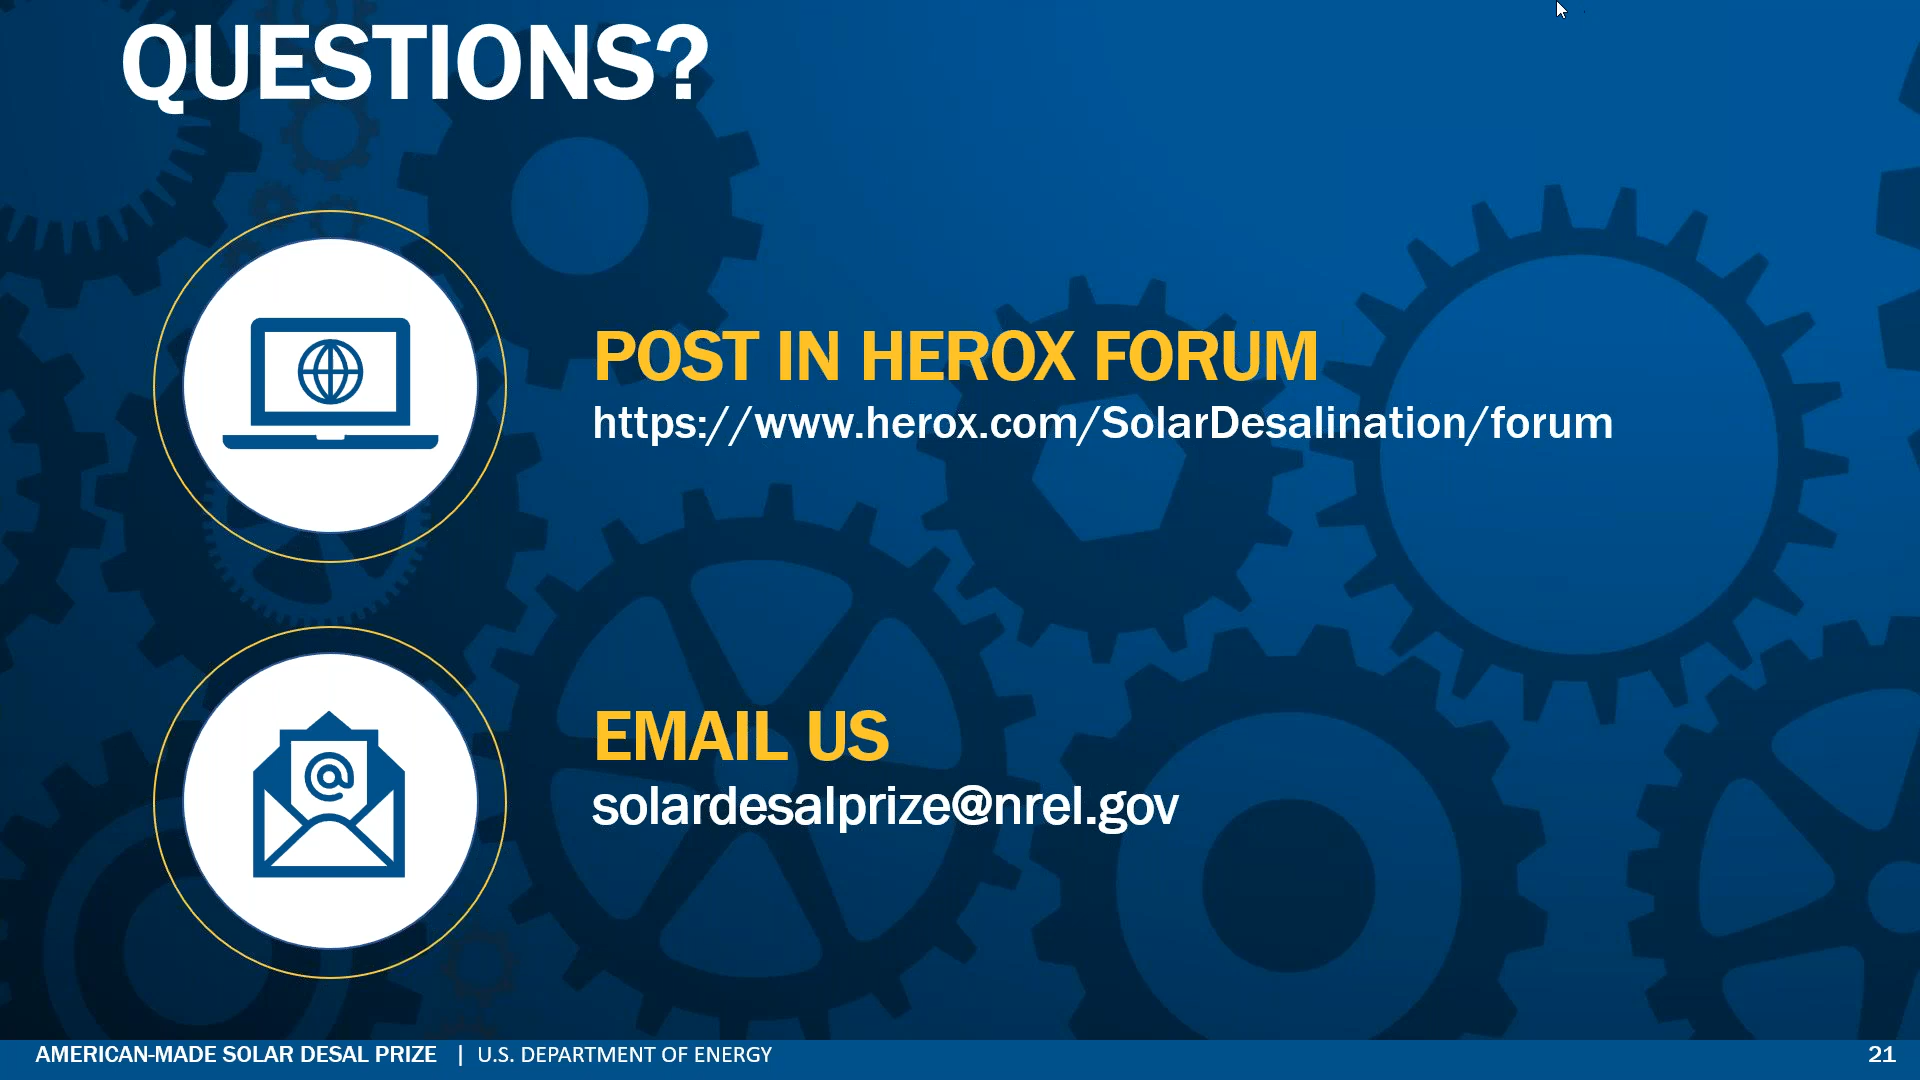 QUESTIONS?
POST IN HEROX FORUM
https://www.herox.com/SolarDesalination/forum
@
EMAIL US
solardesalprize@nrel.gov
AMERICAN-MADE SOLAR DESAL PRIZE | U.S. DEPARTMENT OF ENERGY 21